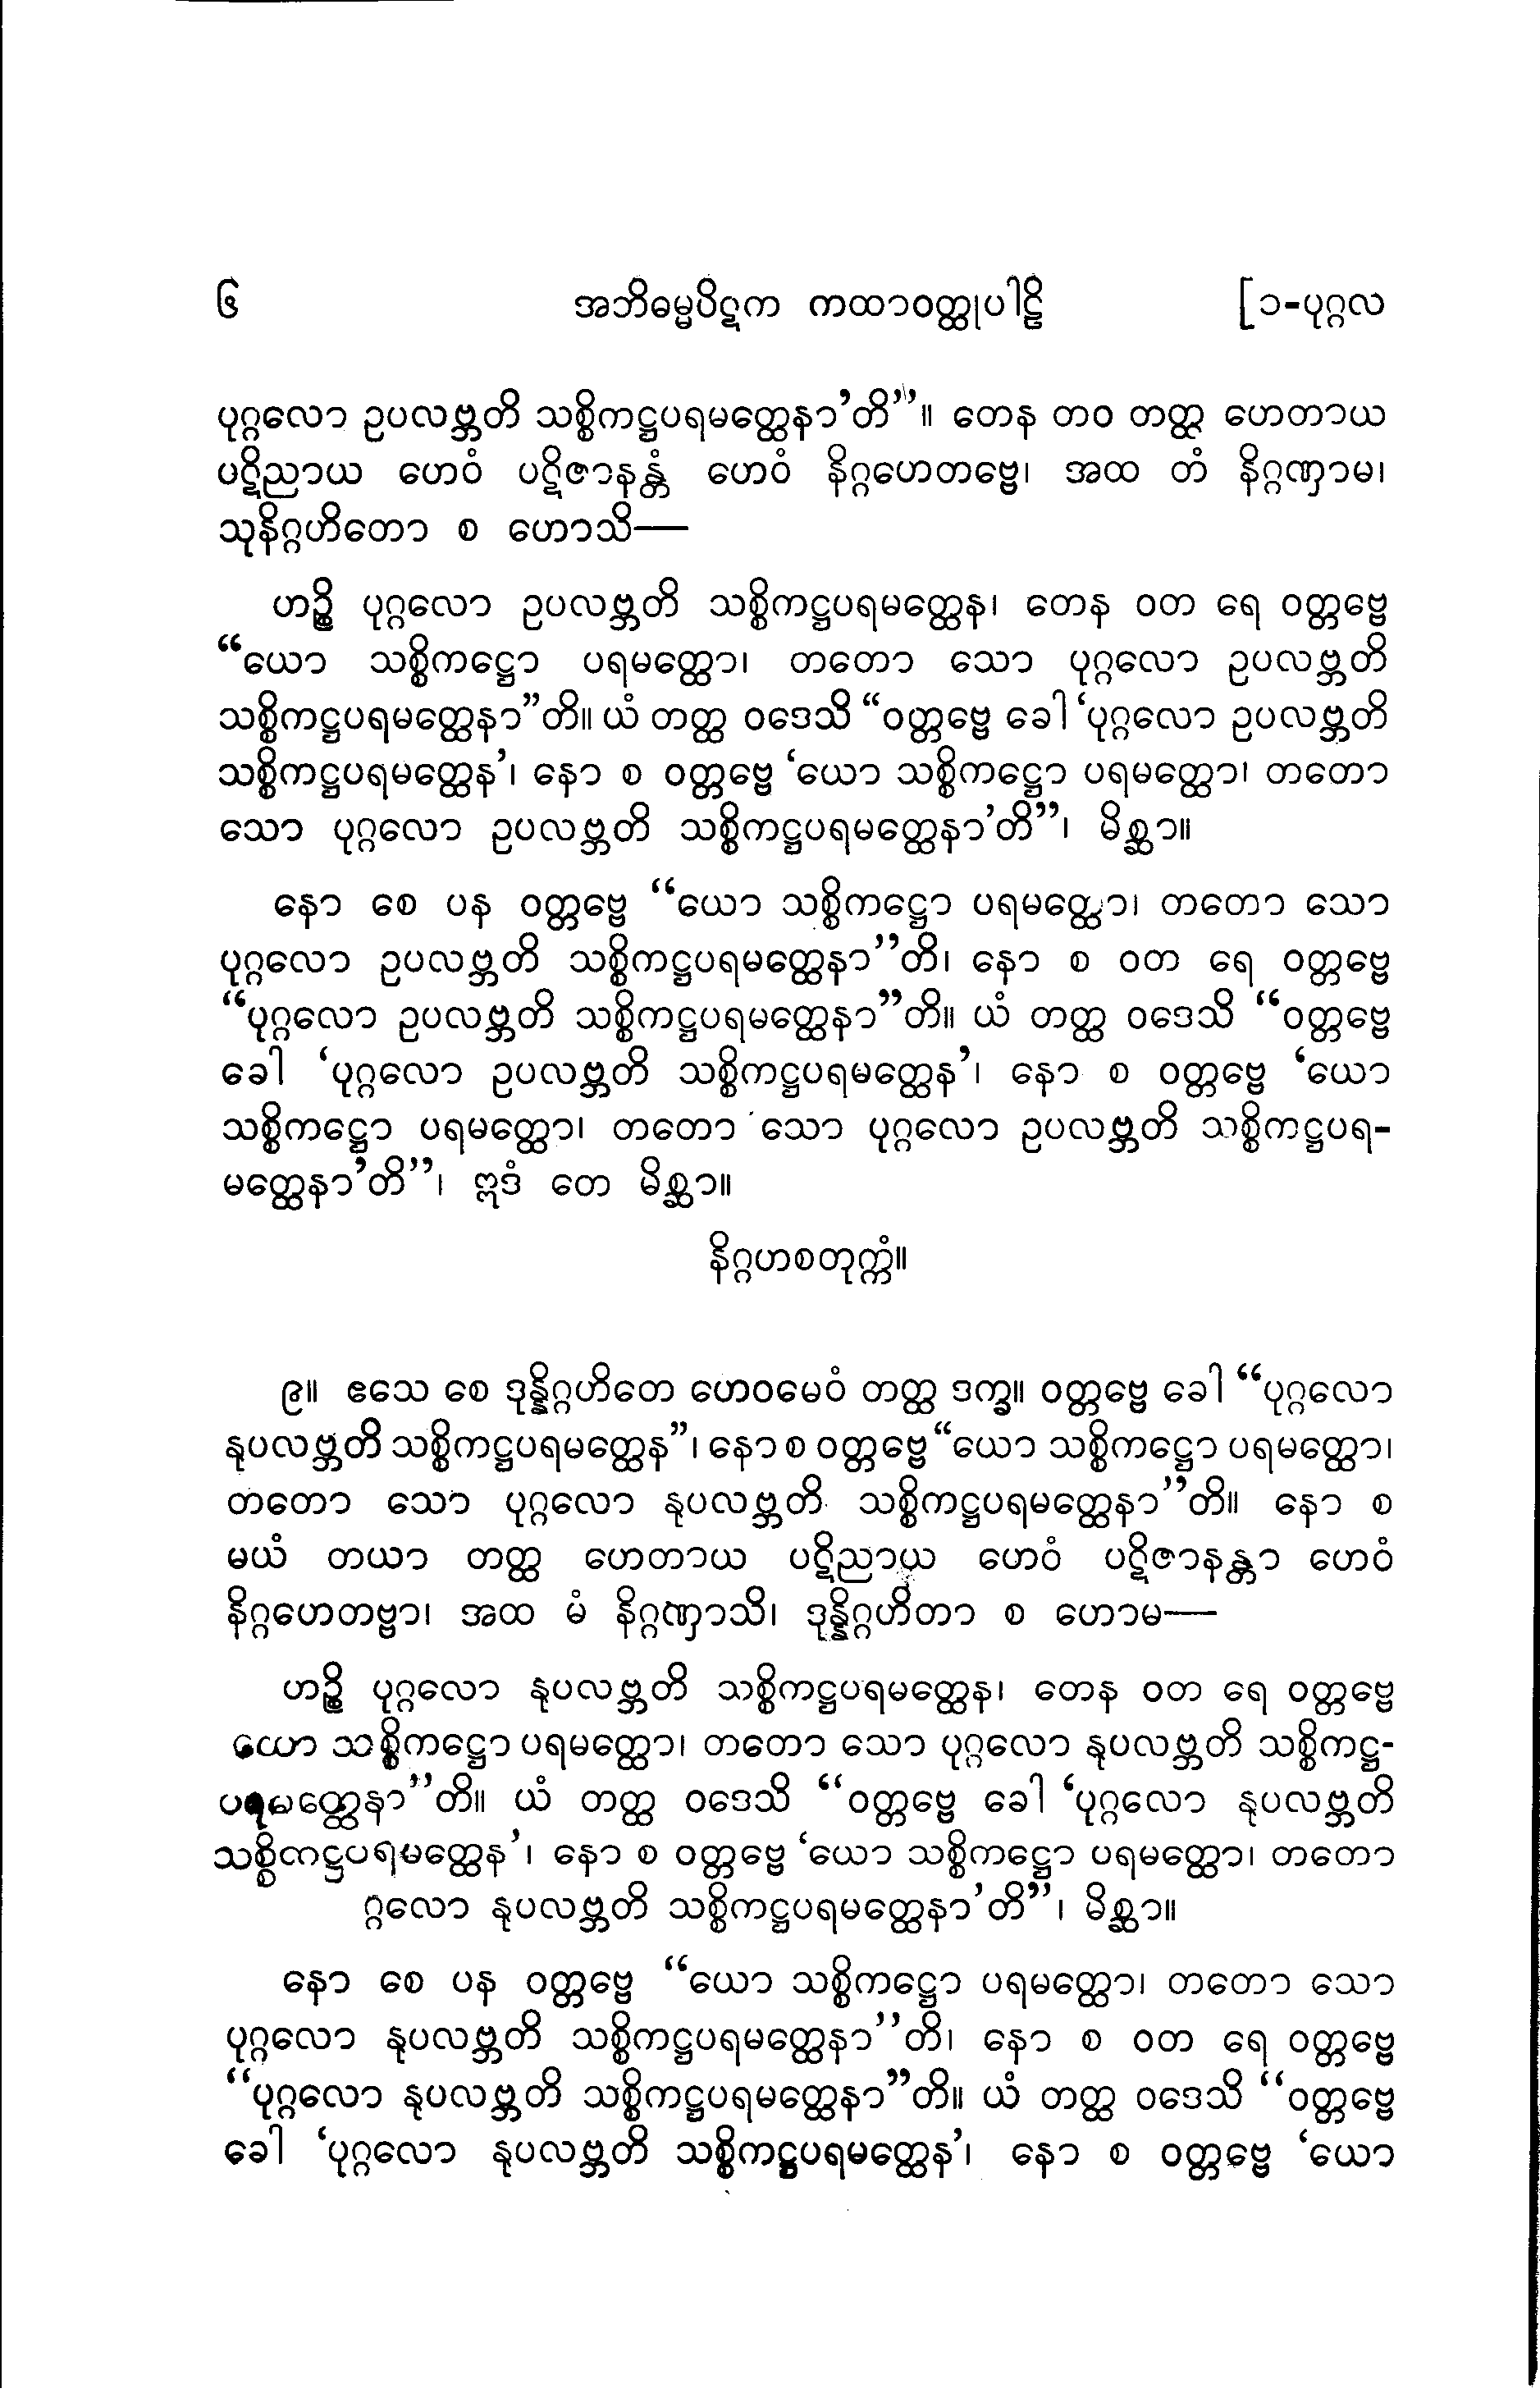 ၆ အဘိဓမ္မပိဋက ကထာဝတ္ထုပါဠိ [၁-ပုဂ္ဂလ
ပုဂ္ဂလော ဥပလဗ္ဘတိ သစ္စိကဋ္ဌပရမတ္ထေနာ’တိ”။ တေန တဝ တတ္ထ ဟေတာယ
ပဋိညာယ ဟေဝံ ပဋိဇာနန္တံ ဟေဝံ နိဂ္ဂဟေတဗ္ဗေ၊ အထ တံ နိဂ္ဂဏှာမ၊
သုနိဂ္ဂဟိတော စ ဟောသိ—
ဟဉ္စိ ပုဂ္ဂလော ဥပလဗ္ဘတိ သစ္စိကဋ္ဌပရမတ္ထေန၊ တေန ဝတ ရေ ဝတ္တဗ္ဗေ
“ယော သစ္စိကဋ္ဌော ပရမတ္ထော၊ တတော သော ပုဂ္ဂလော ဥပလဗ္ဘတိ
သစ္စိကဋ္ဌပရမတ္ထေနာ”တိ။ ယံ တတ္ထ ဝဒေသိ “ဝတ္တဗ္ဗေ ခေါ ‘ပုဂ္ဂလော ဥပလဗ္ဘတိ
သစ္စိကဋ္ဌပရမတ္ထေန’၊ နော စ ဝတ္တဗ္ဗေ ‘ယော သစ္စိကဋ္ဌော ပရမတ္ထော၊ တတော
သော ပုဂ္ဂလော ဥပလဗ္ဘတိ သစ္စိကဋ္ဌပရမတ္ထေနာ’တိ”၊ မိစ္ဆာ။
နော စေ ပန ဝတ္တဗ္ဗေ “ယော သစ္စိကဋ္ဌော ပရမတ္ထော၊ တတော သော
ပုဂ္ဂလော ဥပလဗ္ဘတိ သစ္စိကဋ္ဌပရမတ္ထေနာ”တိ၊ နော စ ဝတ ရေ ဝတ္တဗ္ဗေ
“ပုဂ္ဂလော ဥပလဗ္ဘတိ သစ္စိကဋ္ဌပရမတ္ထေနာ”တိ။ ယံ တတ္ထ ဝဒေသိ “ဝတ္တဗ္ဗေ
ခေါ ‘ပုဂ္ဂလော ဥပလဗ္ဘတိ သစ္စိကဋ္ဌပရမတ္ထေန’၊ နော စ ဝတ္တဗ္ဗေ ‘ယော
သစ္စိကဋ္ဌော ပရမတ္ထော၊ တတော သော ပုဂ္ဂလော ဥပလဗ္ဘတိ သစ္စိကဋ္ဌပရ-
မတ္ထေနာ’တိ”၊ ဣဒံ တေ မိစ္ဆာ။
နိဂ္ဂဟစတုက္ကံ။
၉။ ဧသေ စေ ဒုန္နိဂ္ဂဟိတေ ဟေဝမေဝံ တတ္ထ ဒက္ခ။ ဝတ္တဗ္ဗေ ခေါ “ပုဂ္ဂလော
နုပလဗ္ဘတိ သစ္စိကဋ္ဌပရမတ္ထေန”၊ နော စ ဝတ္တဗ္ဗေ “ယော သစ္စိကဋ္ဌော ပရမတ္ထော၊
တတော သော ပုဂ္ဂလော နုပလဗ္ဘတိ သစ္စိကဋ္ဌပရမတ္ထေနာ”တိ။ နော စ
မယံ တယာ တတ္ထ ဟေတာယ ပဋိညာယ ဟေဝံ ပဋိဇာနန္တာ ဟေဝံ
နိဂ္ဂဟေတဗ္ဗာ၊ အထ မံ နိဂ္ဂဏှာသိ၊ ဒုန္နိဂ္ဂဟိတာ စ ဟောမ—
ဟဉ္စိ ပုဂ္ဂလော နုပလဗ္ဘတိ သစ္စိကဋ္ဌပရမတ္ထေန၊ တေန ဝတ ရေ ဝတ္တဗ္ဗေ
ယော သစ္စိကဋ္ဌော ပရမတ္ထော၊ တတော သော ပုဂ္ဂလော နုပလဗ္ဘတိ သစ္စိကဋ္ဌ-
ပရမတ္ထေနာ”တိ။ ယံ တတ္ထ ဝဒေသိ “ဝတ္တဗ္ဗေ ခေါ ‘ပုဂ္ဂလော နုပလဗ္ဘတိ
သစ္စိကဋ္ဌပရမတ္ထေန’၊ နော စ ဝတ္တဗ္ဗေ ‘ယော သစ္စိကဋ္ဌော ပရမတ္ထော၊ တတော
နုပလဗ္ဘတိ သစ္စိကဋ္ဌပရမတ္ထေနာ’တိ”၊ မိစ္ဆာ။
နော စေ ပန ဝတ္တဗ္ဗေ “ယော သစ္စိကဋ္ဌော ပရမတ္ထော၊ တတော သော
ပုဂ္ဂလော နုပလဗ္ဘတိ သစ္စိကဋ္ဌပရမတ္ထေနာ”တိ၊ နော စ ဝတ ရေ ဝတ္တဗ္ဗေ
“ပုဂ္ဂလော နုပလဗ္ဘတိ သစ္စိကဋ္ဌပရမတ္ထေနာ”တိ။ ယံ တတ္ထ ဝဒေသိ “ဝတ္တဗ္ဗေ
ခေါ ‘ပုဂ္ဂလော နုပလဗ္ဘတိ သစ္စိကဋ္ဌပရမတ္ထေန’၊ နော စ ဝတ္တဗ္ဗေ ‘ယော